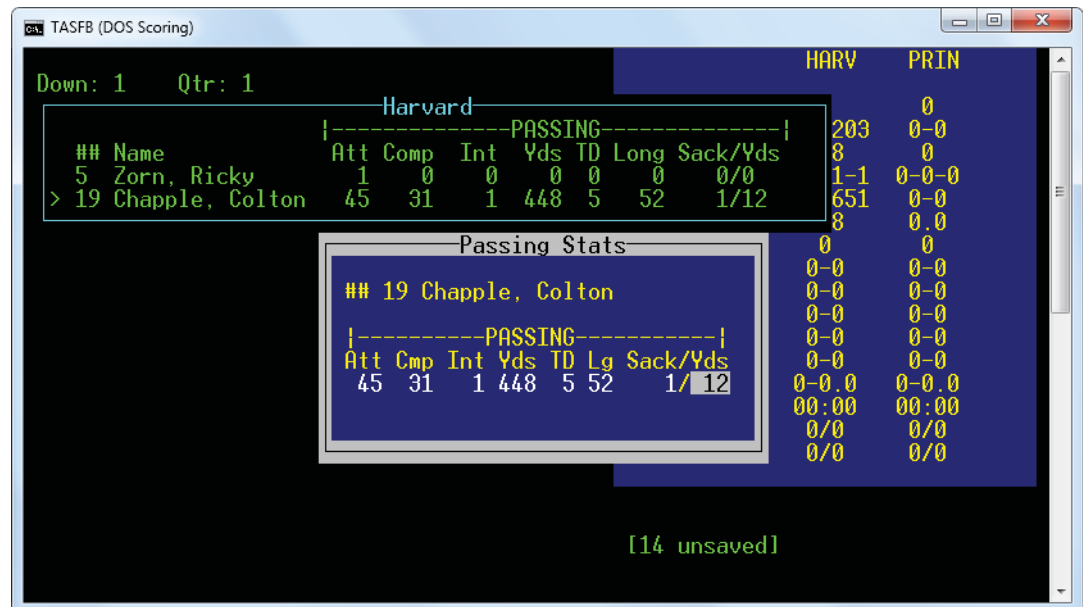 TASFB (DOS Scoring)
HARV PRIN
Down: 1 Qtr: 1
Harvard
|--------------PASSING--------------|
## Name Att Comp Int Yds TD Long Sack/Yds
5 Zorn, Ricky 1 0 0 0 0 0 0/0
> 19 Chapple, Colton 45 31 1 448 5 52 1/12
0
203 0-0
8 0
1-1 0-0-0
651 0-0
8 0.0
0 0
0-0 0-0
0-0 0-0
0-0 0-0
0-0 0-0
0-0 0-0
0-0.0 0-0.0
00:00 00:00
0/0 0/0
0/0 0/0
Passing Stats
## 19 Chapple, Colton
|----------PASSING-----------|
Att Cmp Int Yds TD Lg Sack/Yds
45 31 1 448 5 52 1/ 12
[14 unsaved]